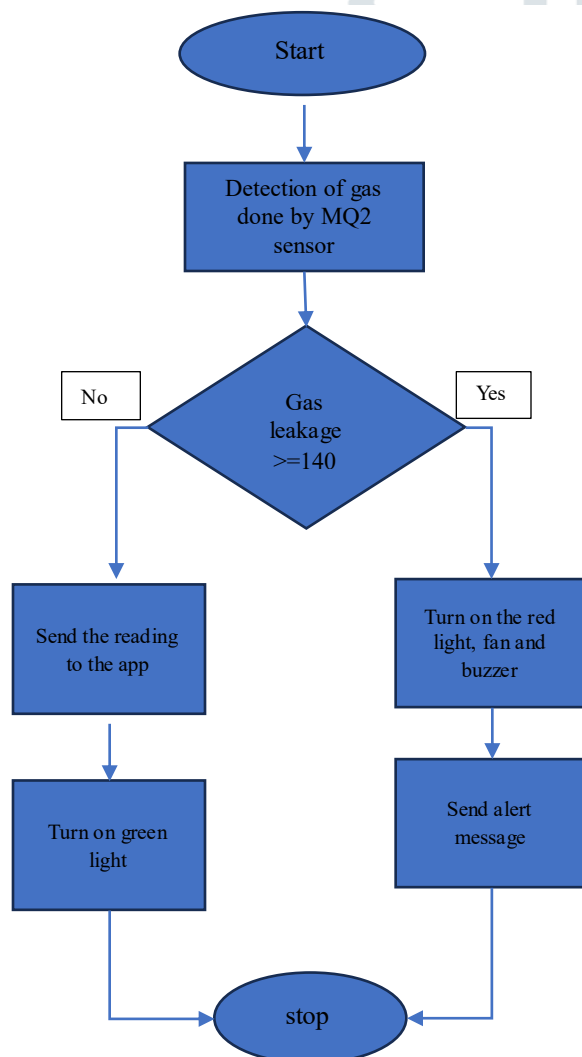 Start
Detection of gas
done by MQ2
sensor
No
Yes
Gas
leakage
>=140
Send the reading
to the app
Turn on the red
light, fan and
buzzer
Turn on green
light
Send alert
message
stop